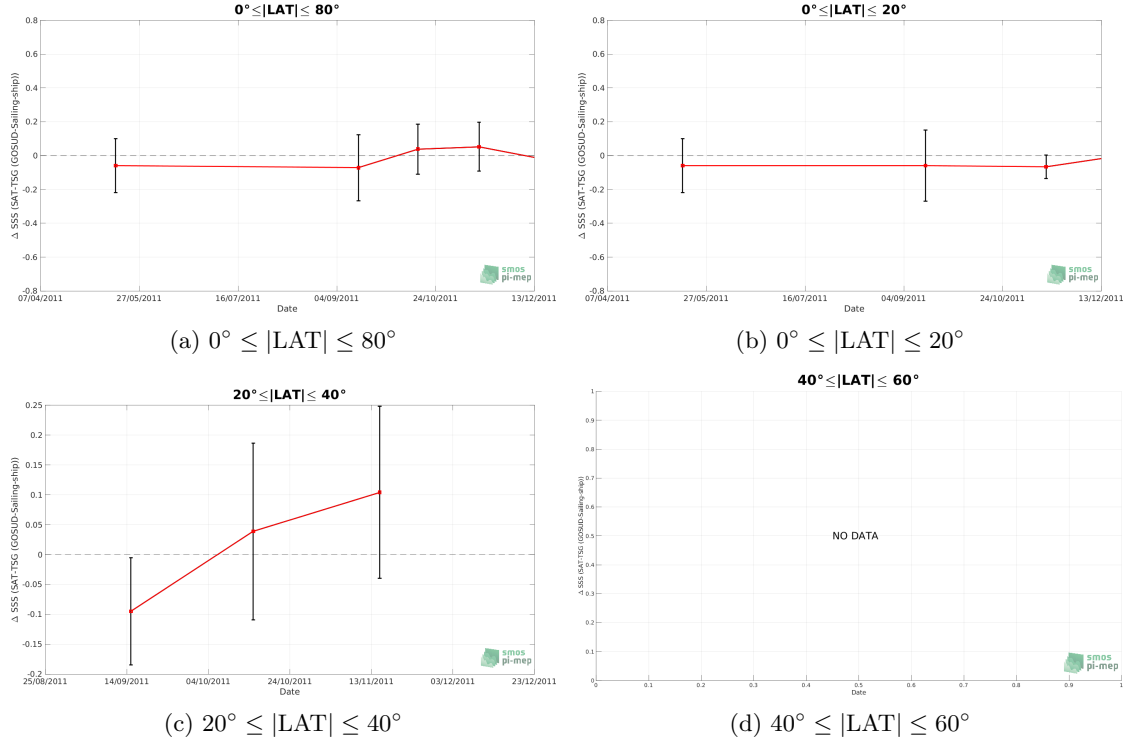 0°≤|LAT|≤ 80°
Δ SSS (SAT-TSG (GOSUD-Sailing-ship))
0.8
0.6
0.4
0.2
0
-0.2
-0.4
-0.6
-0.8
07/04/2011 27/05/2011 16/07/2011 04/09/2011 24/10/2011 13/12/2011
Date
smos
pi-mep
(a) 0° ≤ |LAT| ≤ 80°
0°≤|LAT|≤ 20°
Δ SSS (SAT-TSG (GOSUD-Sailing-ship))
0.8
0.6
0.4
0.2
0
-0.2
-0.4
-0.6
-0.8
07/04/2011 27/05/2011 16/07/2011 04/09/2011 24/10/2011 13/12/2011
Date
smos
pi-mep
(b) 0° ≤ |LAT| ≤ 20°
20°≤|LAT|≤ 40°
Δ SSS (SAT-TSG (GOSUD-Sailing-ship))
0.25
0.2
0.15
0.1
0.05
0
-0.05
-0.1
-0.15
-0.2
25/08/2011 14/09/2011 04/10/2011 24/10/2011 13/11/2011 03/12/2011 23/12/2011
Date
smos
pi-mep
(c) 20° ≤ |LAT| ≤ 40°
40°≤|LAT|≤ 60°
Δ SSS (SAT-TSG (GOSUD-Sailing-ship))
1
0.9
0.8
0.7
0.6
0.5
0.4
0.3
0.2
0.1
0
NO DATA
0 0.1 0.2 0.3 0.4 0.5 0.6 0.7 0.8 0.9 1
Date
smos
pi-mep
(d) 40° ≤ |LAT| ≤ 60°